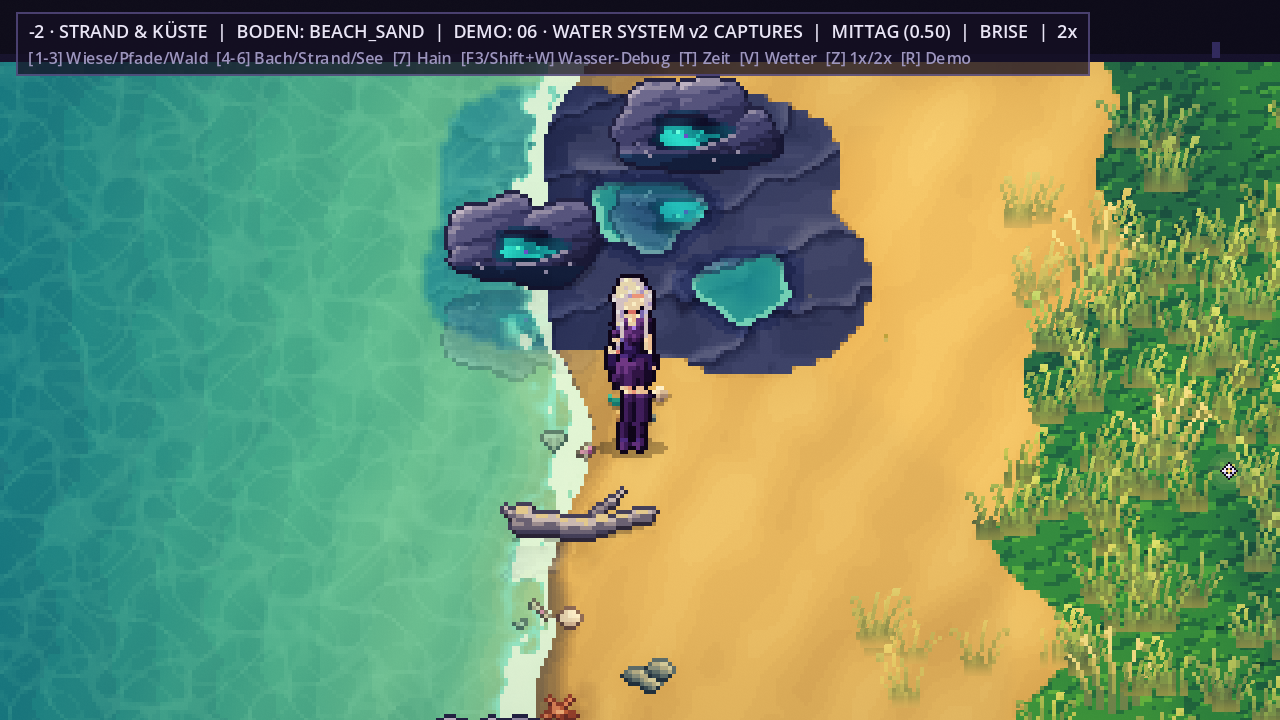 -2 · STRAND & KÜSTE | BODEN: BEACH_SAND | DEMO: 06 · WATER SYSTEM v2 CAPTURES | MITTAG (0.50) | BRISE | 2x
[1-3] Wiese/Pfade/Wald [4-6] Bach/Strand/See [7] Hain [F3/Shift+W] Wasser-Debug [T] Zeit [V] Wetter [Z] 1x/2x [R] Demo